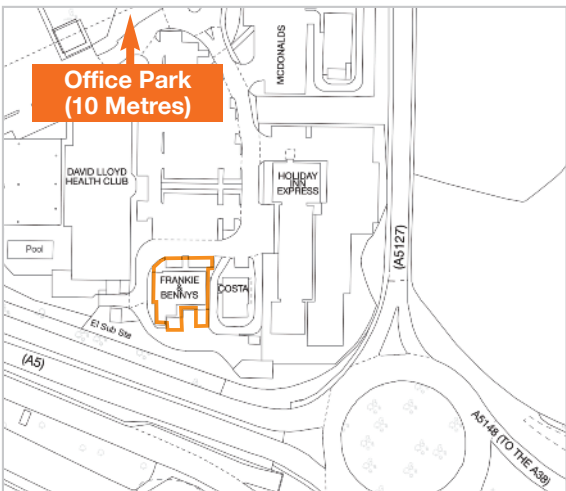 MCDONALDS
Office Park
(10 Metres)
DAVID LLOYD
HEALTH CLUB
HOLIDAY
INN
EXPRESS
(A5127)
Pool
FRANKIE
&
BENNYS
COSTA
El Sub Sta
(A5)
A5148 (TO THE A38)